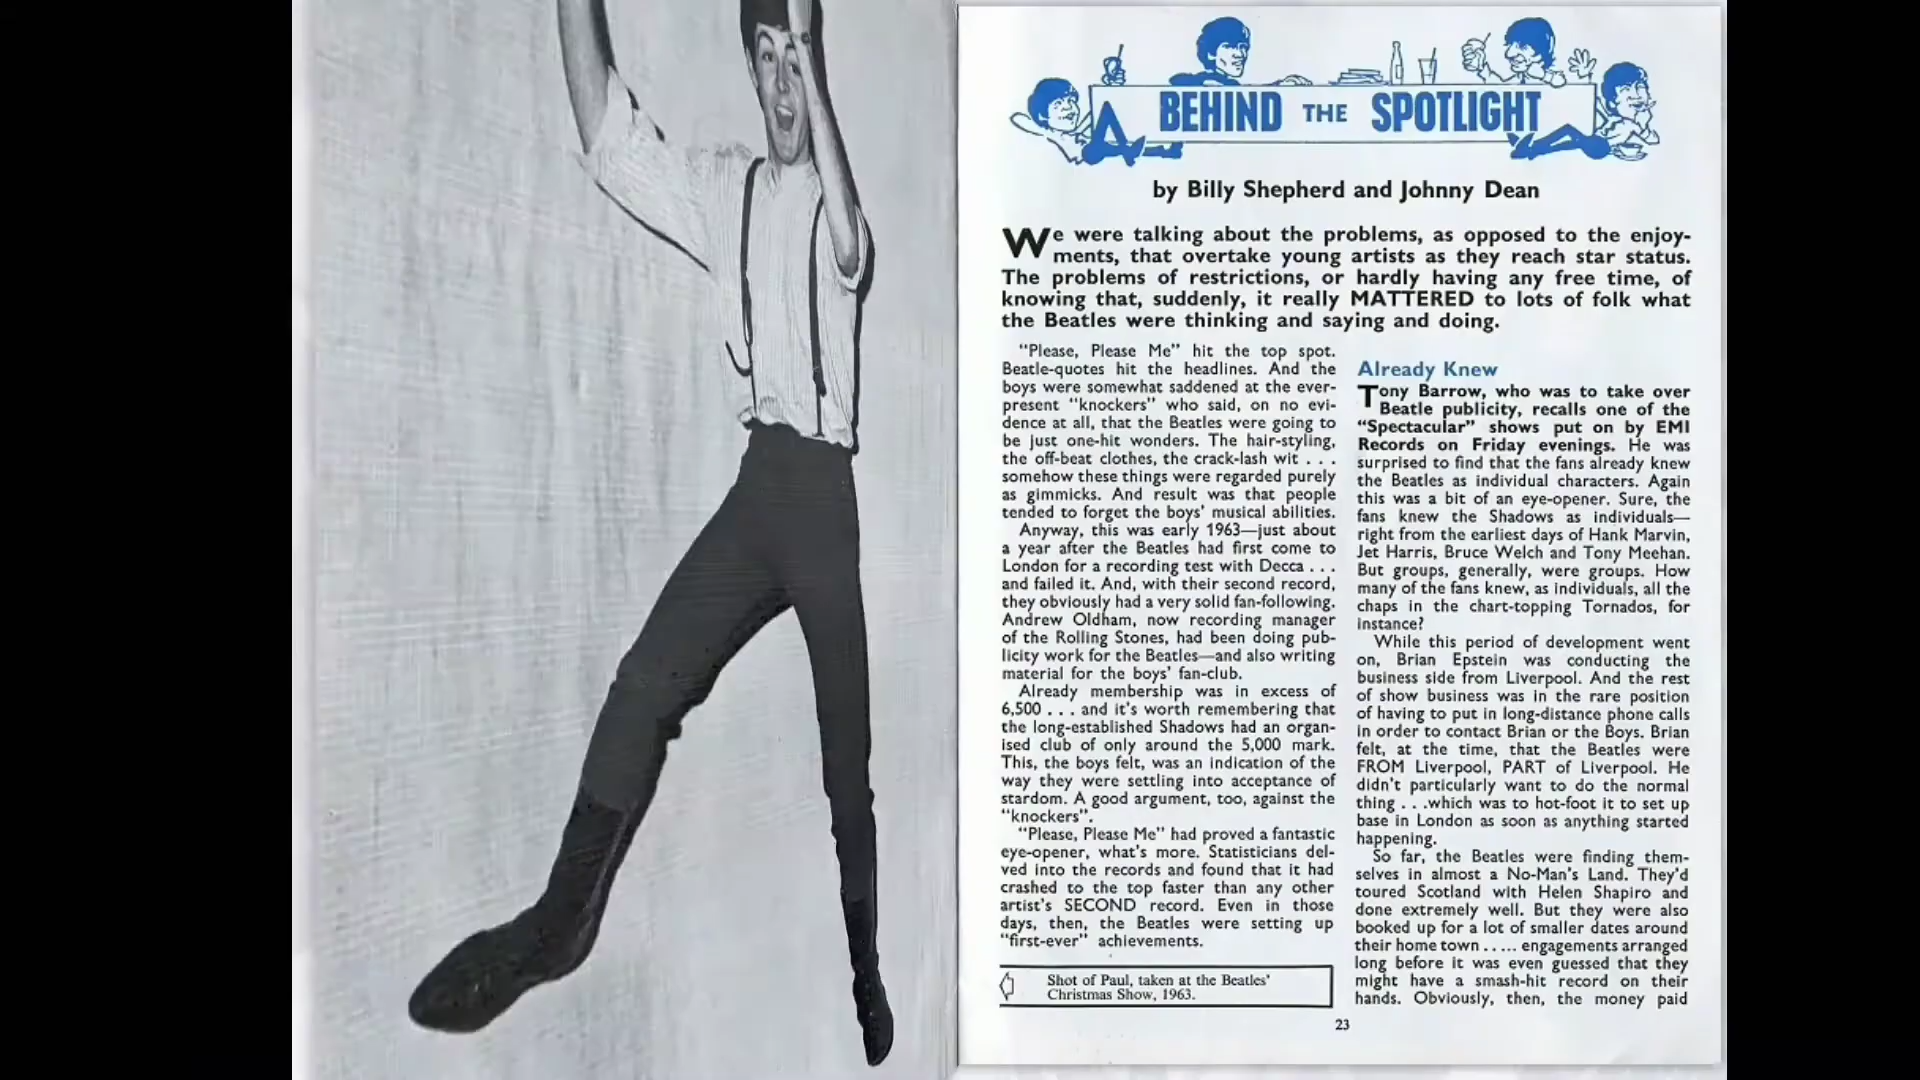 BEHIND THE SPOTLIGHT
by Billy Shepherd and Johnny Dean
We were talking about the problems, as opposed to the enjoy-
ments, that overtake young artists as they reach star status.
The problems of restrictions, or hardly having any free time, of
knowing that, suddenly, it really MATTERED to lots of folk what
the Beatles were thinking and saying and doing.
"Please, Please Me" hit the top spot.
Beatle-quotes hit the headlines. And the
boys were somewhat saddened at the ever-
present "knockers" who said, on no evi-
dence at all, that the Beatles were going to
be just one-hit wonders. The hair-styling,
the off-beat clothes, the crack-lash wit . . .
somehow these things were regarded purely
as gimmicks. And result was that people
tended to forget the boys' musical abilities.
Anyway, this was early 1963—just about
a year after the Beatles had first come to
London for a recording test with Decca . . .
and failed it. And, with their second record,
they obviously had a very solid fan-following.
Andrew Oldham, now recording manager
of the Rolling Stones, had been doing pub-
licity work for the Beatles—and also writing
material for the boys' fan-club.
Already membership was in excess of
6,500 . . . and it's worth remembering that
the long-established Shadows had an organ-
ised club of only around the 5,000 mark.
This, the boys felt, was an indication of the
way they were settling into acceptance of
stardom. A good argument, too, against the
"knockers".
"Please, Please Me" had proved a fantastic
eye-opener, what's more. Statisticians del-
ved into the records and found that it had
crashed to the top faster than any other
artist's SECOND record. Even in those
days, then, the Beatles were setting up
"first-ever" achievements.
Shot of Paul, taken at the Beatles'
Christmas Show, 1963.
Already Knew
Tony Barrow, who was to take over
Beatle publicity, recalls one of the
"Spectacular" shows put on by EMI
Records on Friday evenings. He was
surprised to find that the fans already knew
the Beatles as individual characters. Again
this was a bit of an eye-opener. Sure, the
fans knew the Shadows as individuals—
right from the earliest days of Hank Marvin,
Jet Harris, Bruce Welch and Tony Meehan.
But groups, generally, were groups. How
many of the fans knew, as individuals, all the
chaps in the chart-topping Tornados, for
instance?
While this period of development went
on, Brian Epstein was conducting the
business side from Liverpool. And the rest
of show business was in the rare position
of having to put in long-distance phone calls
in order to contact Brian or the Boys. Brian
felt, at the time, that the Beatles were
FROM Liverpool, PART of Liverpool. He
didn't particularly want to do the normal
thing . . .which was to hot-foot it to set up
base in London as soon as anything started
happening.
So far, the Beatles were finding them-
selves in almost a No-Man's Land. They'd
toured Scotland with Helen Shapiro and
done extremely well. But they were also
booked up for a lot of smaller dates around
their home town . . . . . engagements arranged
long before it was even guessed that they
might have a smash-hit record on their
hands. Obviously, then, the money paid
23